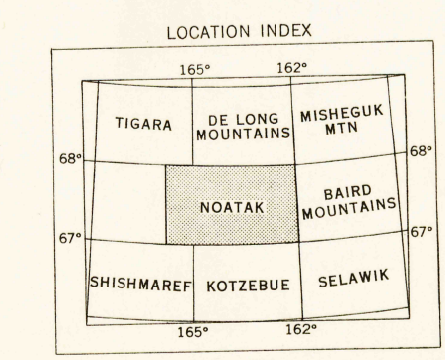 LOCATION INDEX
165° 162°
TIGARA
DE LONG
MOUNTAINS
MISHEGUK
MTN
68° 68°
NOATAK
BAIRD
MOUNTAINS
67° 67°
SHISHMAREF
KOTZEBUE
SELAWIK
165° 162°